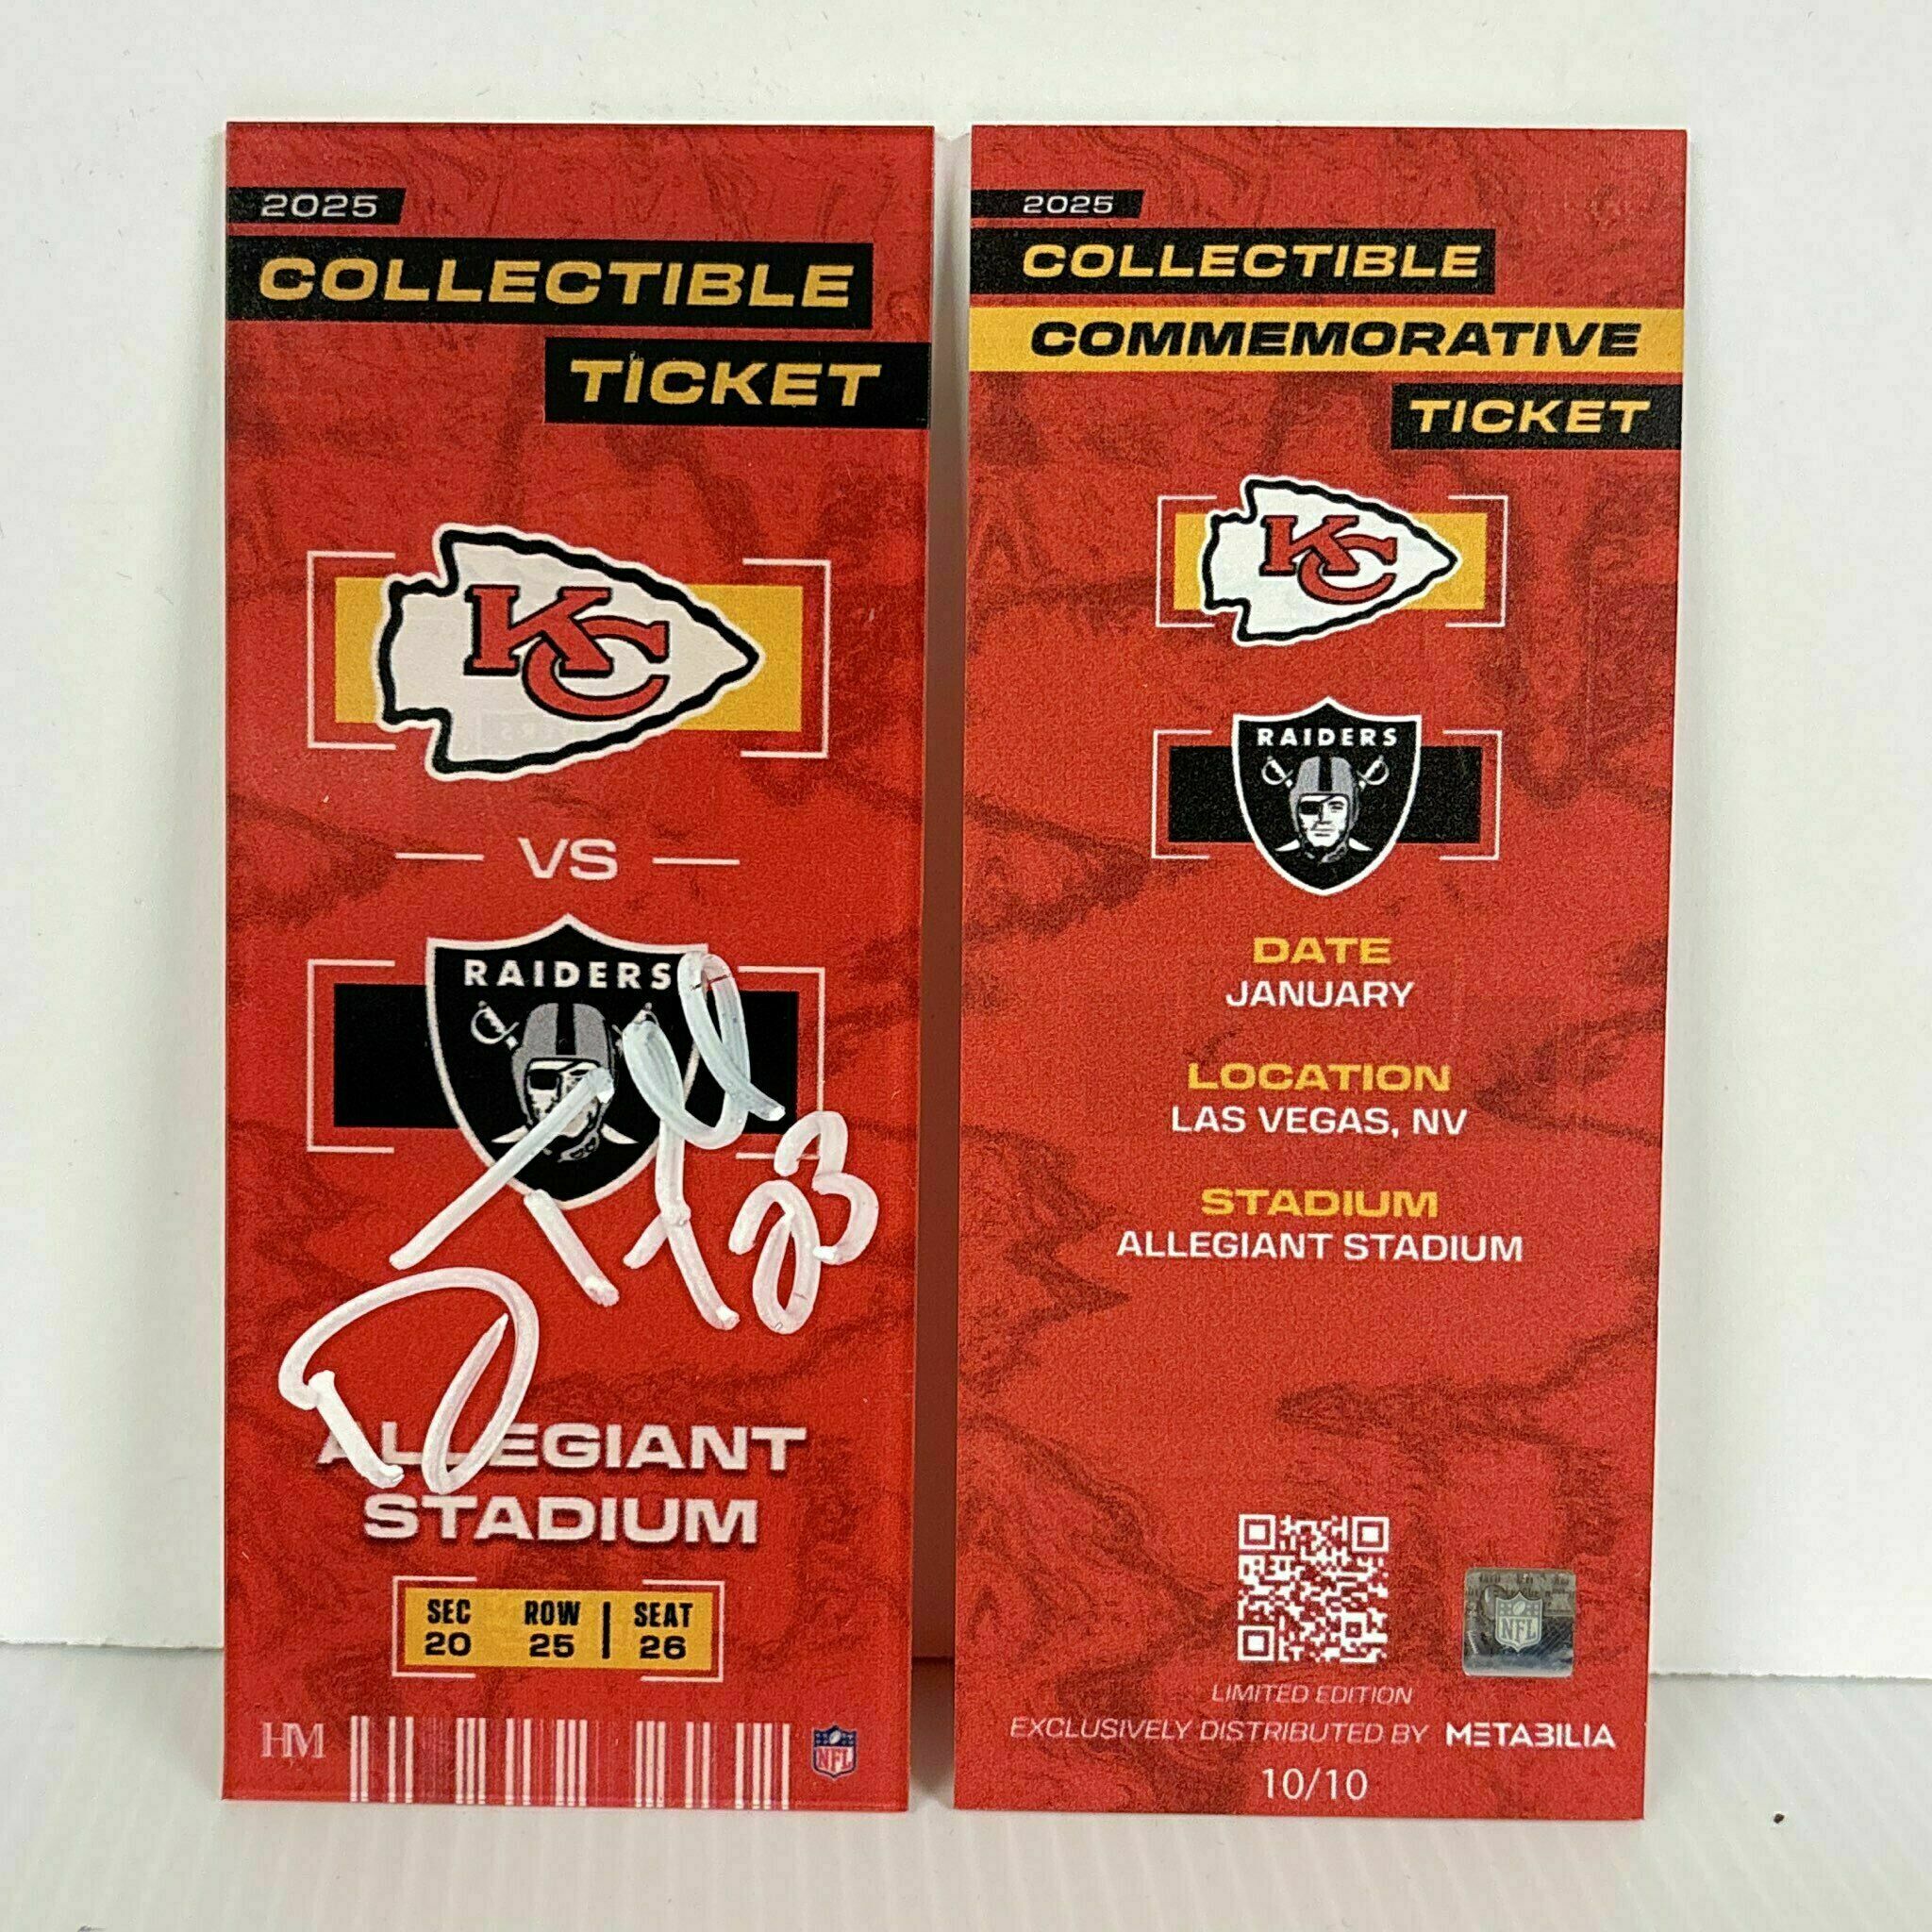 2025
COLLECTIBLE
TICKET
KC
VS
RAIDERS
23
ALLEGIANT
STADIUM
SEC ROW SEAT
20 25 26
HM
NFL
2025
COLLECTIBLE
COMMEMORATIVE
TICKET
KC
RAIDERS
DATE
JANUARY
LOCATION
LAS VEGAS, NV
STADIUM
ALLEGIANT STADIUM
NFL
LIMITED EDITION
EXCLUSIVELY DISTRIBUTED BY METABILIA
10/10